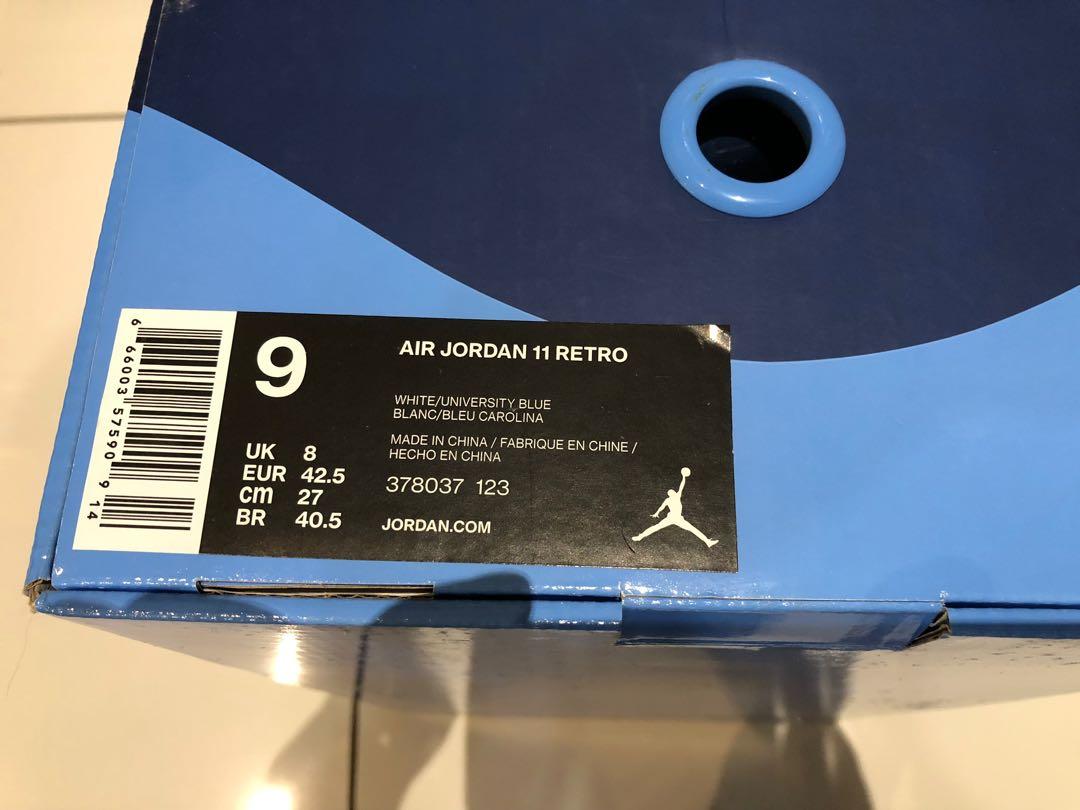 6 66003 57590 9 14
9
UK 8
EUR 42.5
cm 27
BR 40.5
AIR JORDAN 11 RETRO
WHITE/UNIVERSITY BLUE
BLANC/BLEU CAROLINA
MADE IN CHINA / FABRIQUE EN CHINE /
HECHO EN CHINA
378037 123
JORDAN.COM